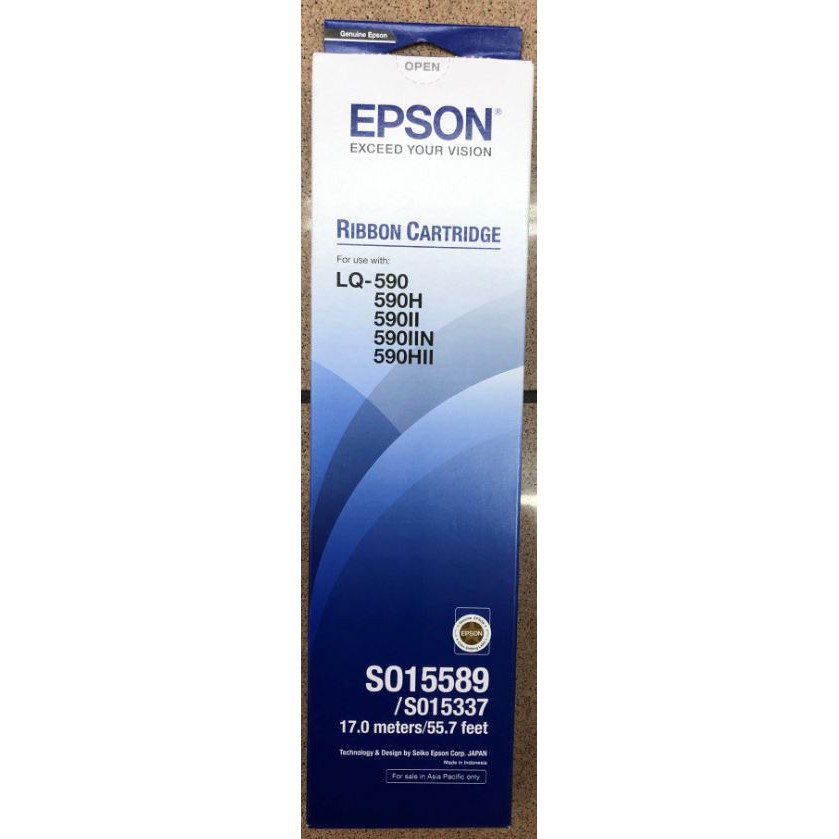 Genuine Epson
OPEN
EPSON®
EXCEED YOUR VISION
RIBBON CARTRIDGE
For use with:
LQ-590
590H
590II
590IIN
590HII
EPSON
S015589
/S015337
17.0 meters/55.7 feet
Technology & Design by Seiko Epson Corp. JAPAN
Made in Indonesia
For sale in Asia Pacific only